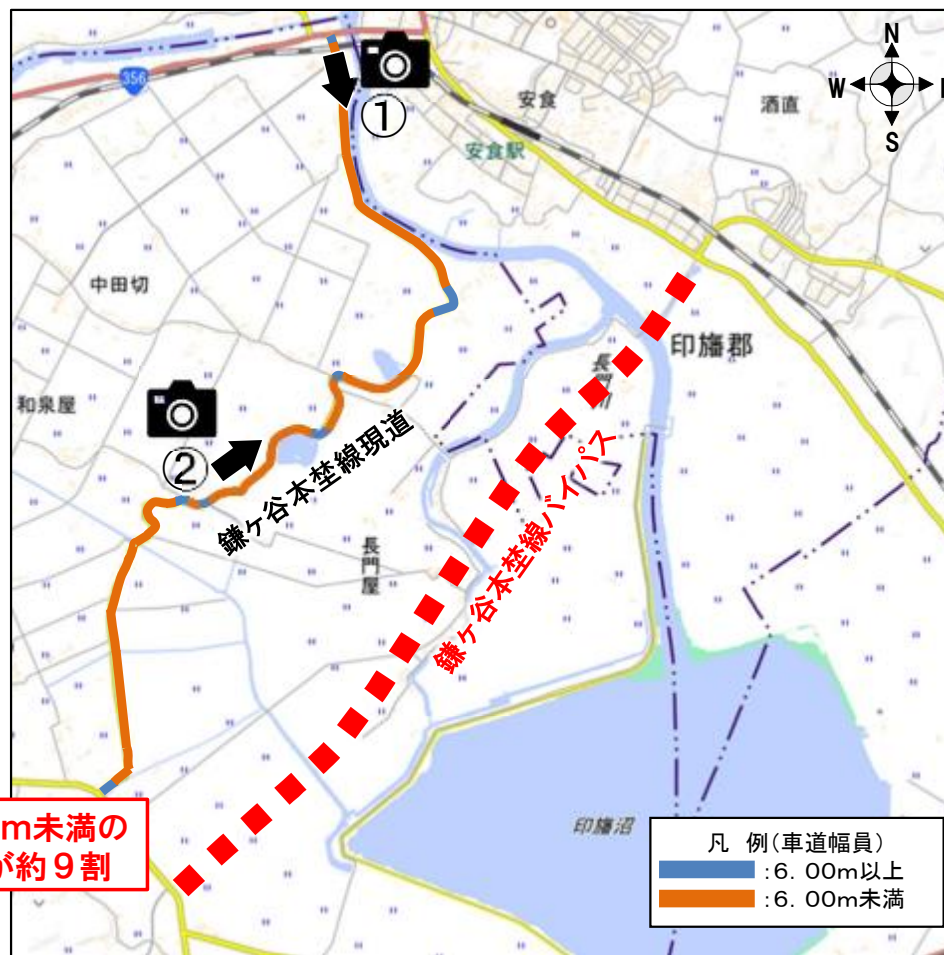 356
①
安食
安食駅
酒直
N
W
S
中田切
印旛郡
長門川
和泉屋
②
鎌ヶ谷本埜線現道
長門屋
鎌ヶ谷本埜線バイパス
m未満の
が約9割
印旛沼
凡 例(車道幅員)
:6.00m以上
:6.00m未満